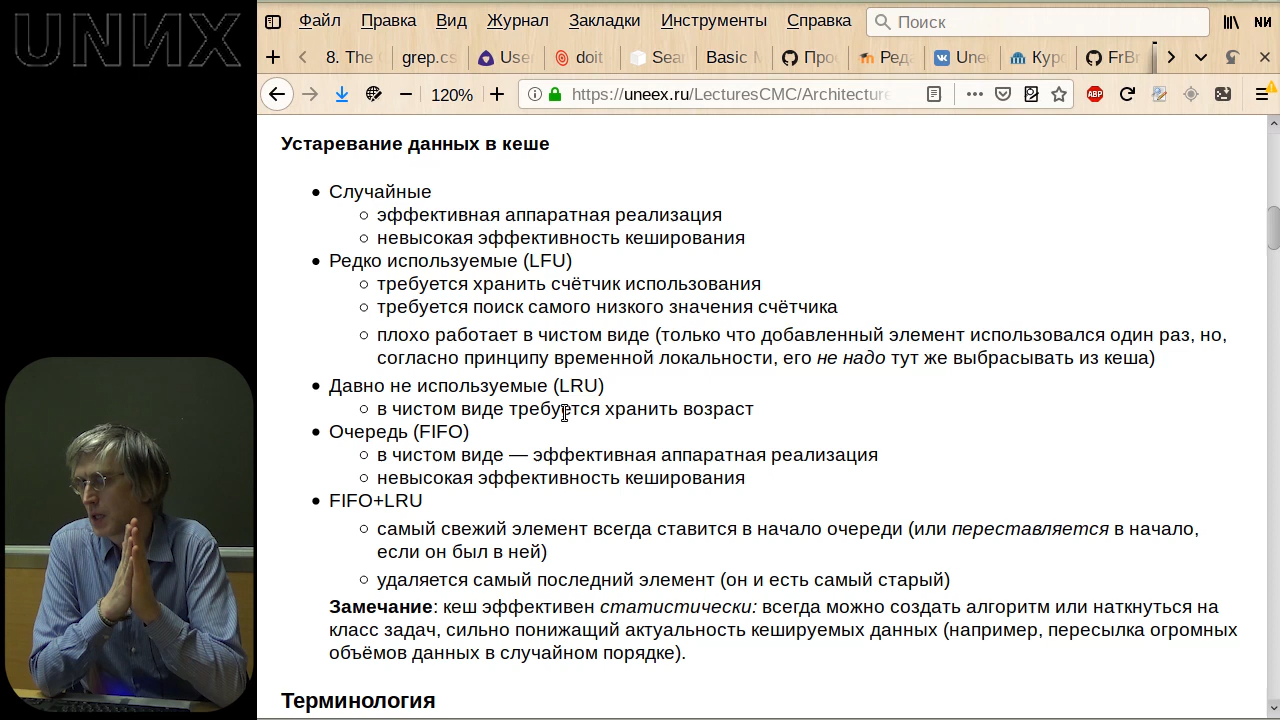 UNИX
Файл Правка Вид Журнал Закладки Инструменты Справка Поиск
8. The grep.cs User doit Sear Basic Про Реда Unee Курс FrBr
120% https://uneex.ru/LecturesCMC/Architecture
Устаревание данных в кеше
Случайные
эффективная аппаратная реализация
невысокая эффективность кеширования
Редко используемые (LFU)
требуется хранить счётчик использования
требуется поиск самого низкого значения счётчика
плохо работает в чистом виде (только что добавленный элемент использовался один раз, но,
согласно принципу временной локальности, его не надо тут же выбрасывать из кеша)
Давно не используемые (LRU)
в чистом виде требуется хранить возраст
Очередь (FIFO)
в чистом виде — эффективная аппаратная реализация
невысокая эффективность кеширования
FIFO+LRU
самый свежий элемент всегда ставится в начало очереди (или переставляется в начало,
если он был в ней)
удаляется самый последний элемент (он и есть самый старый)
Замечание: кеш эффективен статистически: всегда можно создать алгоритм или наткнуться на
класс задач, сильно понижащий актуальность кешируемых данных (например, пересылка огромных
объёмов данных в случайном порядке).
Терминология